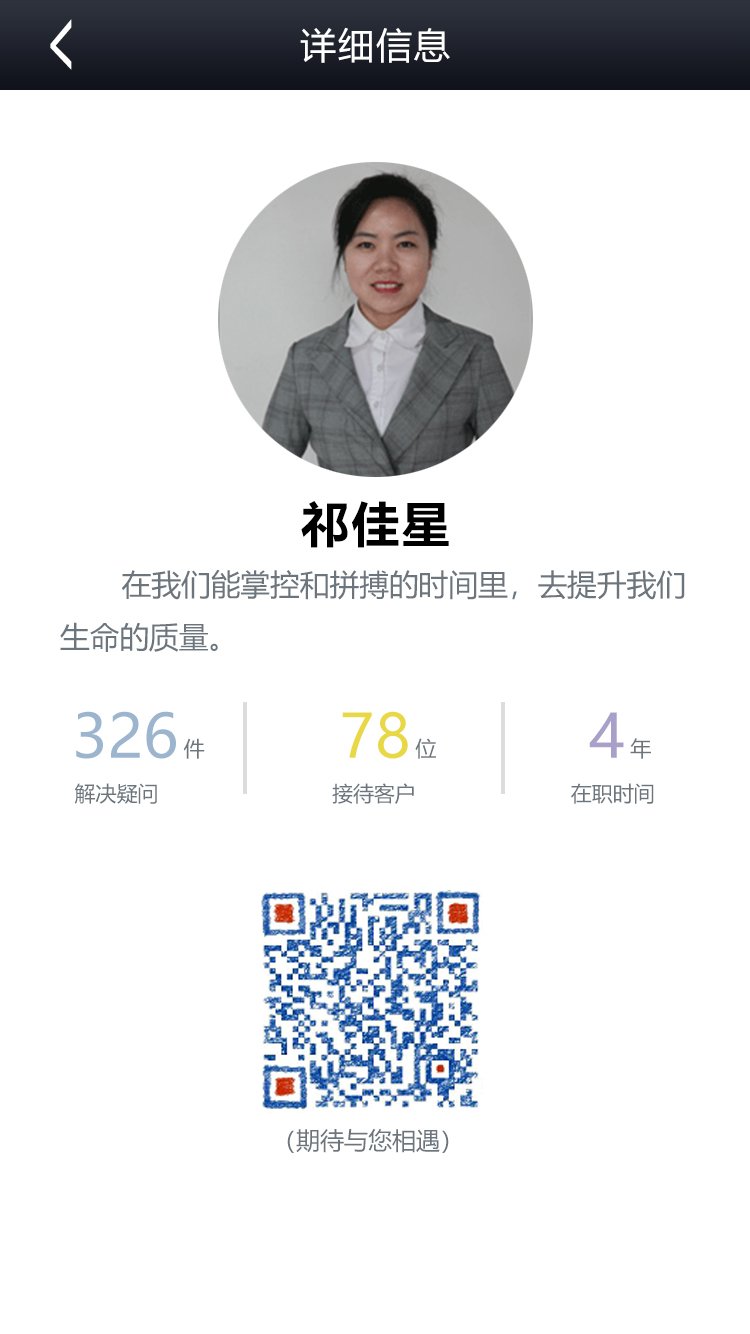 详细信息
祁佳星
在我们能掌控和拼搏的时间里，去提升我们
生命的质量。
326件 78位 4年
解决疑问 接待客户 在职时间
（期待与您相遇）